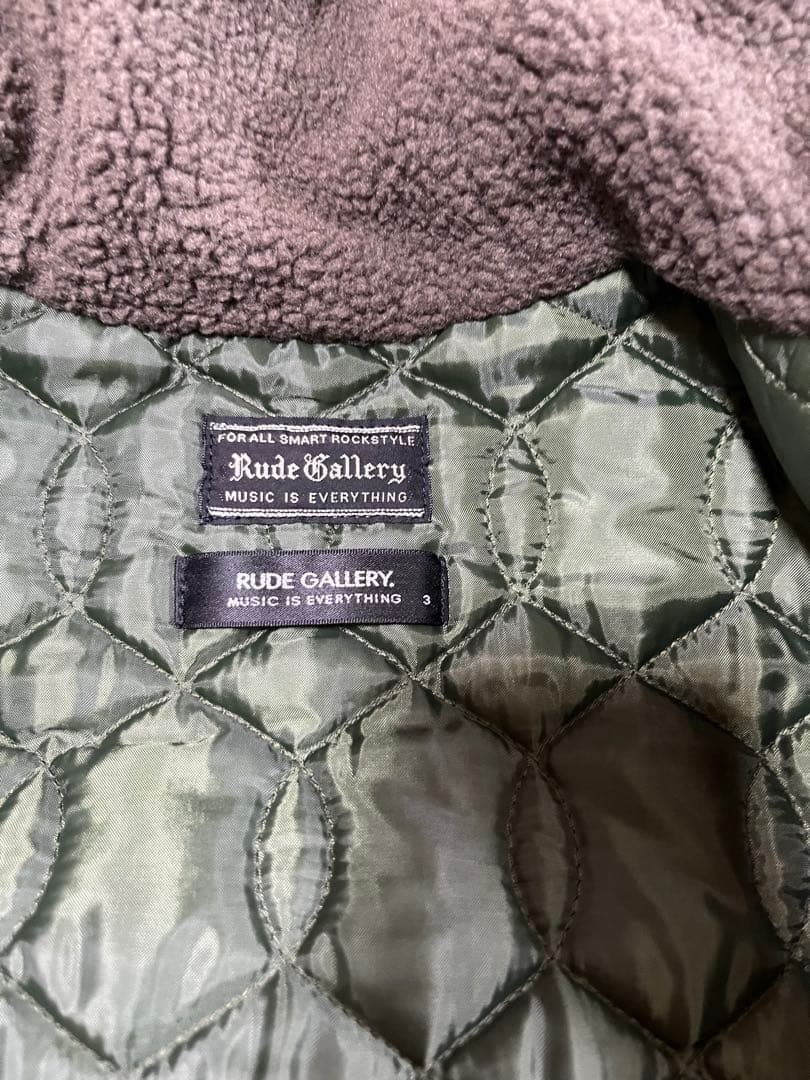 FOR ALL SMART ROCKSTYLE
Rude Gallery
MUSIC IS EVERYTHING
RUDE GALLERY.
MUSIC IS EVERYTHING 3